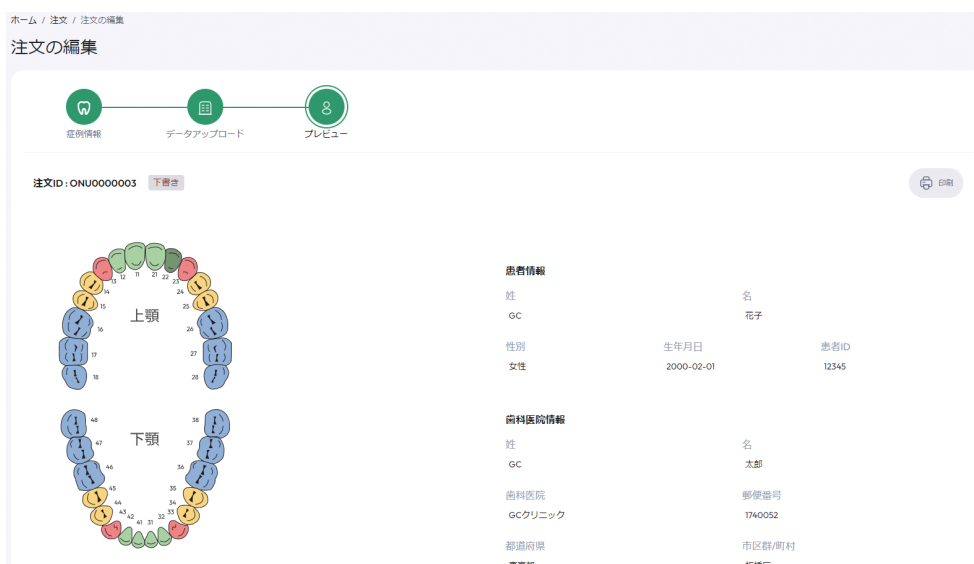 ホーム / 注文 / 注文の編集
注文の編集
症例情報
データアップロード
プレビュー
注文ID : ONU0000003 下書き
印刷
11 21
12 22
13 23
14 24
15 25
16 26
17 27
18 28
上顎
48 38
47 37
46 36
45 35
44 34
43 33
42 32
41 31
下顎
患者情報
姓 名
GC 花子
性別 生年月日 患者ID
女性 2000-02-01 12345
歯科医院情報
姓 名
GC 太郎
歯科医院 郵便番号
GCクリニック 1740052
都道府県 市区群/町村